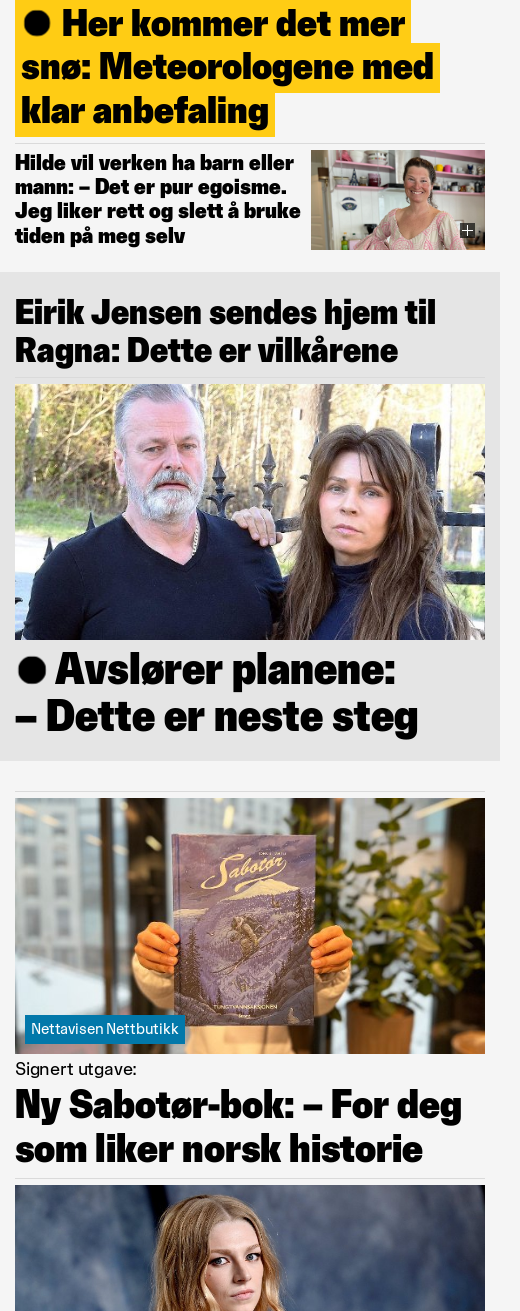 Her kommer det mer
snø: Meteorologene med
klar anbefaling
Hilde vil verken ha barn eller
mann: – Det er pur egoisme.
Jeg liker rett og slett å bruke
tiden på meg selv
Eirik Jensen sendes hjem til
Ragna: Dette er vilkårene
Avslører planene:
– Dette er neste steg
Sabotør
TUNGTVANNSAKSJONEN
Nettavisen Nettbutikk
Signert utgave:
Ny Sabotør-bok: – For deg
som liker norsk historie